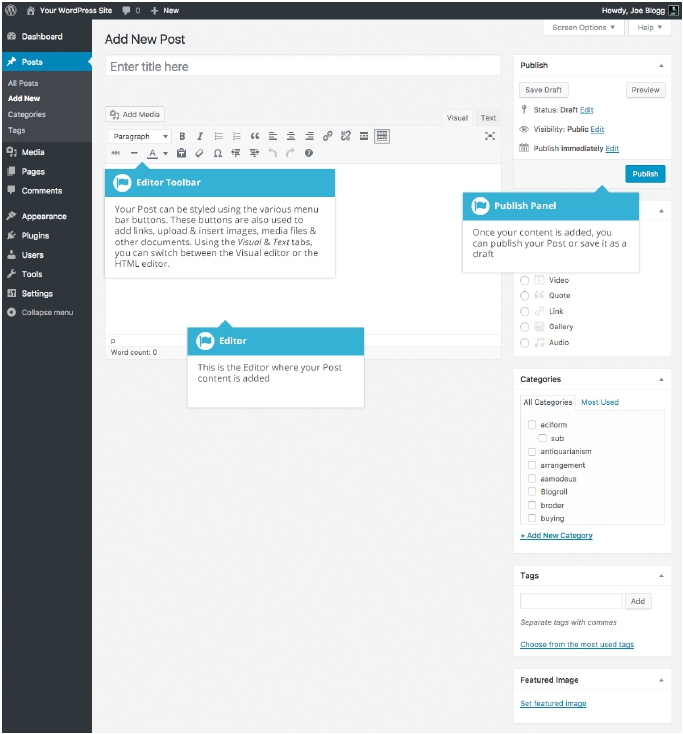 Your WordPress Site 0 + New Howdy, Joe Blogg
Dashboard
Posts
All Posts
Add New
Categories
Tags
Media
Pages
Comments
Appearance
Plugins
Users
Tools
Settings
Collapse menu
Screen Options ▼ Help ▼
Add New Post
Enter title here
Add Media
Visual Text
Paragraph B I
ABC A Ω
Editor Toolbar
Your Post can be styled using the various menu
bar buttons. These buttons are also used to
add links, upload & insert images, media files &
other documents. Using the Visual & Text tabs,
you can switch between the Visual editor or the
HTML editor.
p
Word count: 0
Editor
This is the Editor where your Post
content is added
Publish
Save Draft Preview
Status: Draft Edit
Visibility: Public Edit
Publish immediately Edit
Publish
Publish Panel
Once your content is added, you
can publish your Post or save it as a
draft
Video
Quote
Link
Gallery
Audio
Categories
All Categories Most Used
aciform
sub
antiquarianism
arrangement
asmodeus
Blogroll
broder
buying
+ Add New Category
Tags
Add
Separate tags with commas
Choose from the most used tags
Featured Image
Set featured image